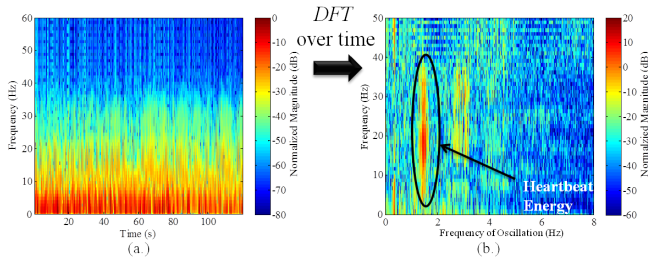 60
50
40
30
20
10
0
Frequency (Hz)
20 40 60 80 100
Time (s)
(a.)
0
-10
-20
-30
-40
-50
-60
-70
-80
Normalized Magnitude (dB)
DFT
over time
50
40
30
20
10
0
Frequency (Hz)
0 2 4 6 8
Frequency of Oscillation (Hz)
(b.)
Heartbeat
Energy
20
10
0
-10
-20
-30
-40
-50
-60
Normalized Magnitude (dB)